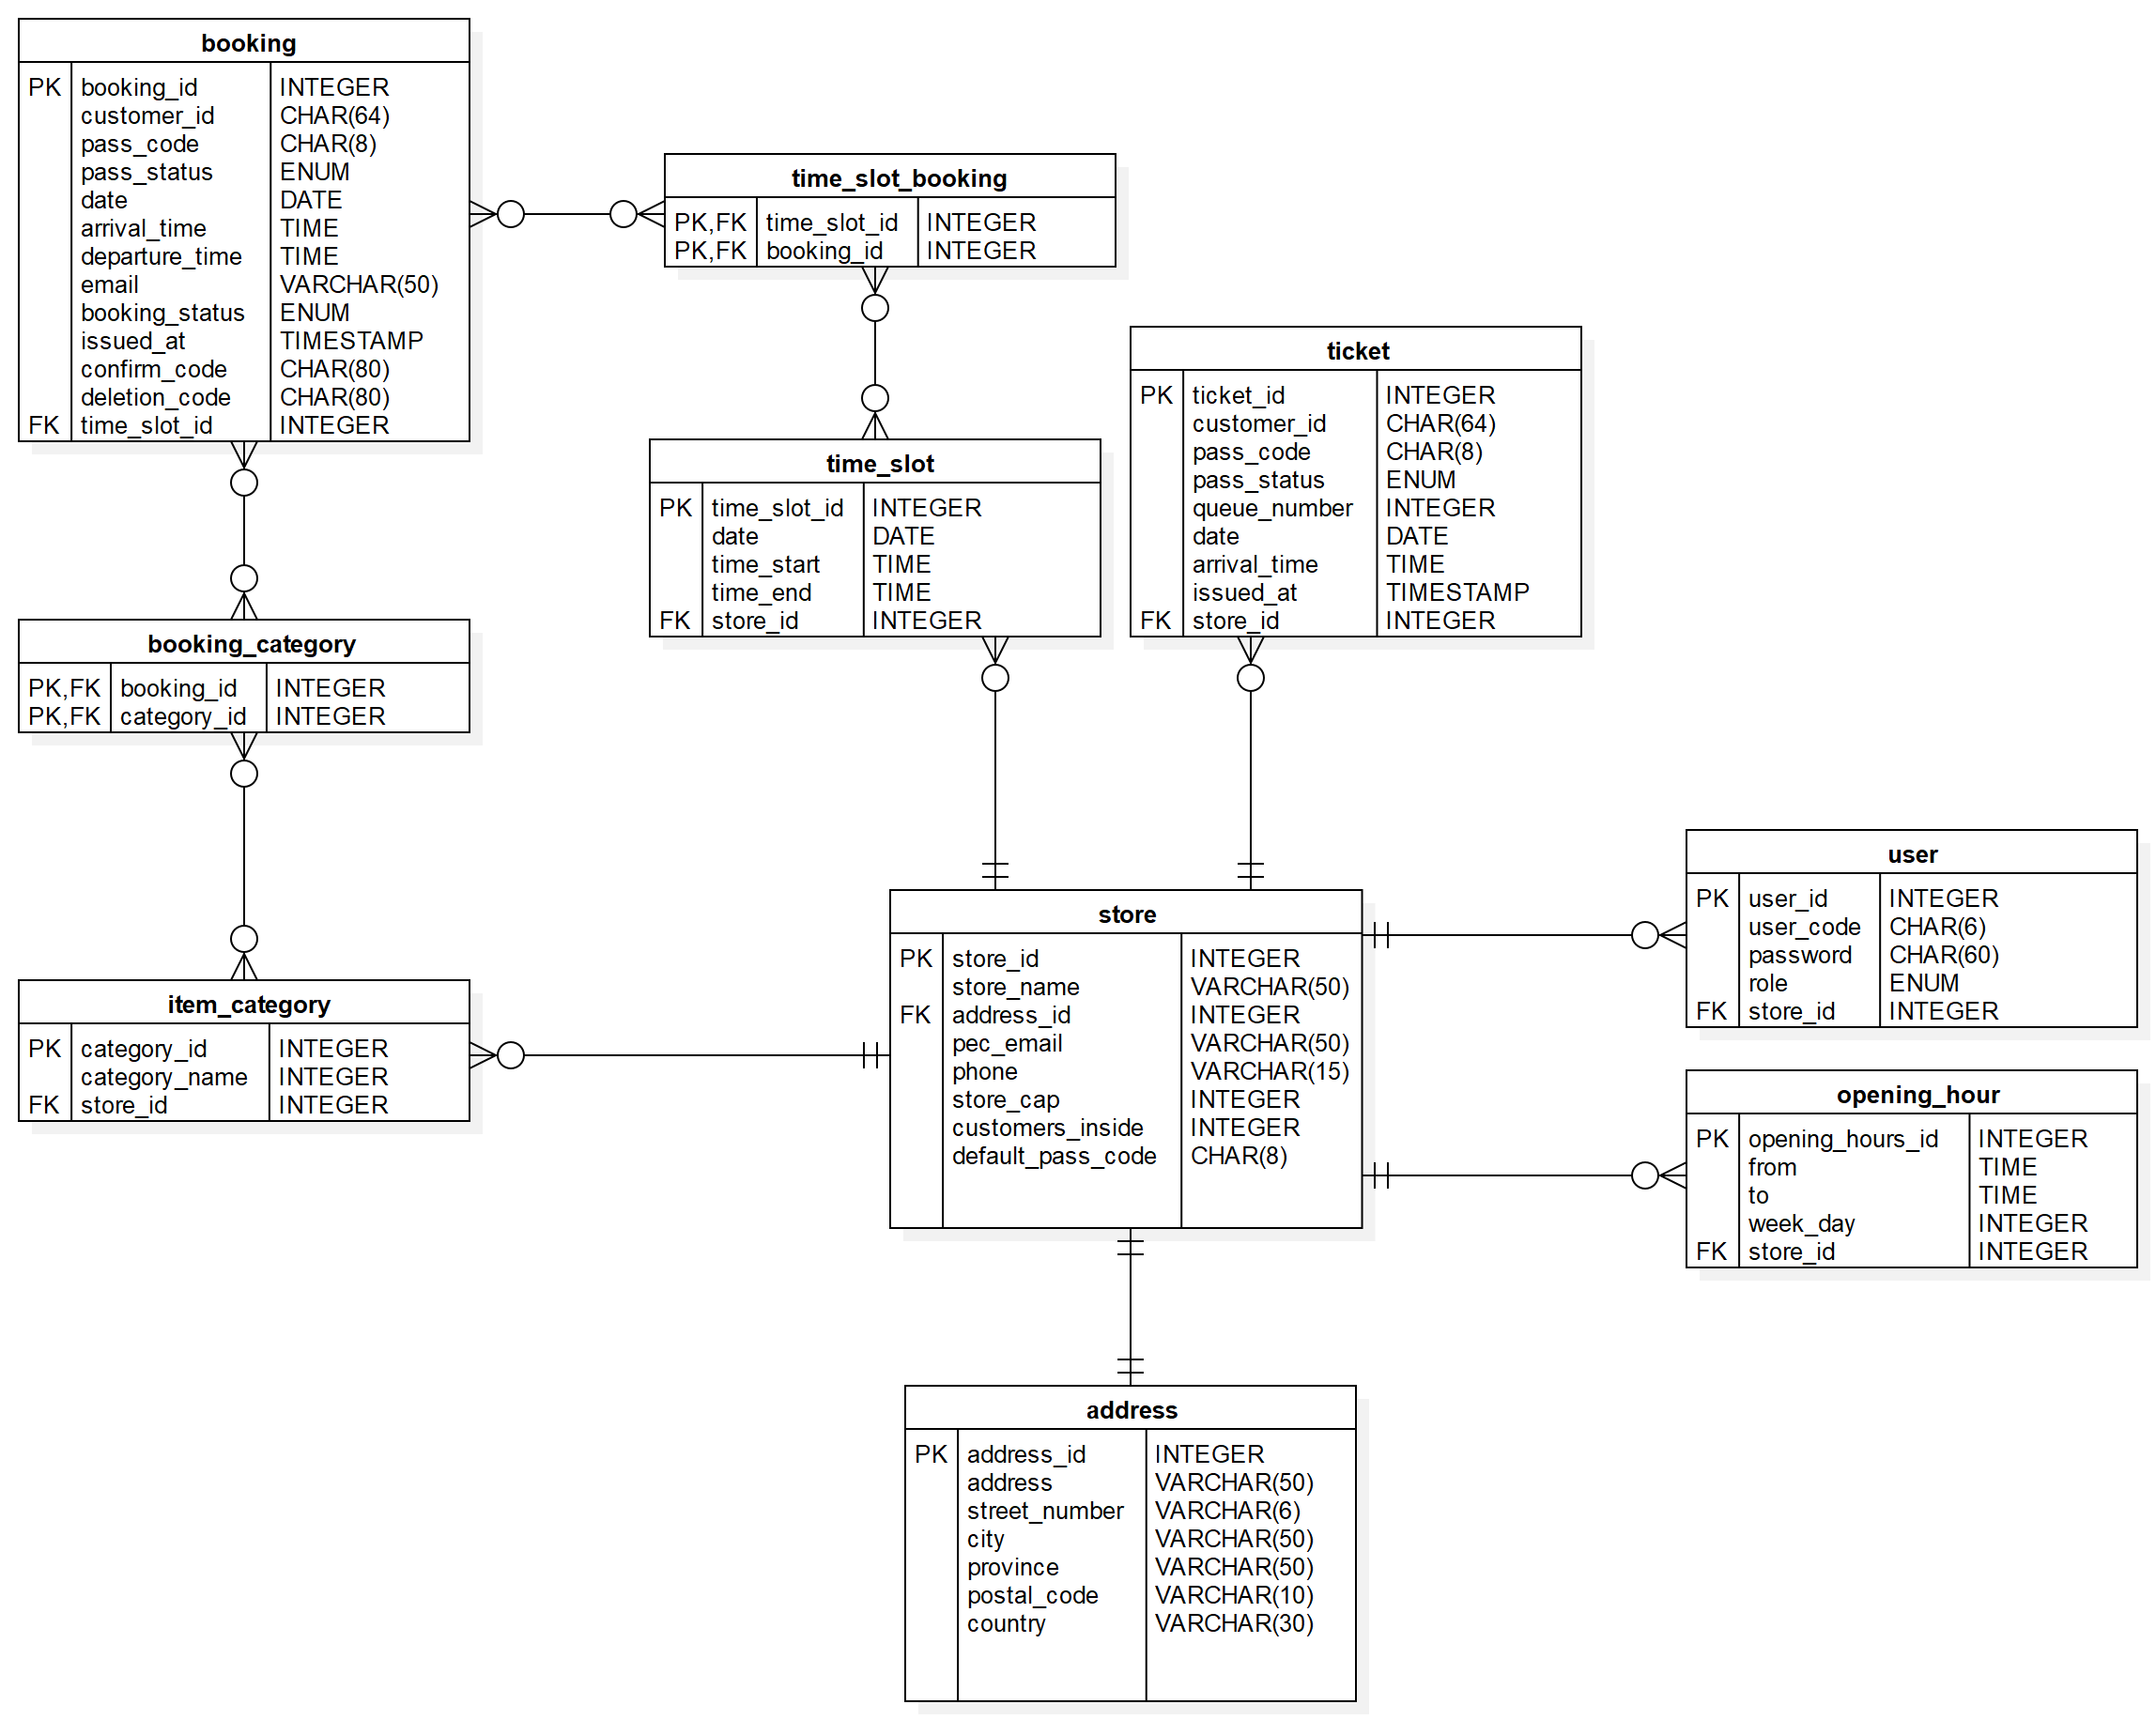 booking
PK booking_id INTEGER
customer_id CHAR(64)
pass_code CHAR(8)
pass_status ENUM
date DATE
arrival_time TIME
departure_time TIME
email VARCHAR(50)
booking_status ENUM
issued_at TIMESTAMP
confirm_code CHAR(80)
deletion_code CHAR(80)
FK time_slot_id INTEGER
time_slot_booking
PK,FK time_slot_id INTEGER
PK,FK booking_id INTEGER
ticket
PK ticket_id INTEGER
customer_id CHAR(64)
pass_code CHAR(8)
pass_status ENUM
queue_number INTEGER
date DATE
arrival_time TIME
issued_at TIMESTAMP
FK store_id INTEGER
time_slot
PK time_slot_id INTEGER
date DATE
time_start TIME
time_end TIME
FK store_id INTEGER
booking_category
PK,FK booking_id INTEGER
PK,FK category_id INTEGER
user
PK user_id INTEGER
user_code CHAR(6)
password CHAR(60)
role ENUM
FK store_id INTEGER
store
PK store_id INTEGER
store_name VARCHAR(50)
FK address_id INTEGER
pec_email VARCHAR(50)
phone VARCHAR(15)
store_cap INTEGER
customers_inside INTEGER
default_pass_code CHAR(8)
item_category
PK category_id INTEGER
category_name INTEGER
FK store_id INTEGER
opening_hour
PK opening_hours_id INTEGER
from TIME
to TIME
week_day INTEGER
FK store_id INTEGER
address
PK address_id INTEGER
address VARCHAR(50)
street_number VARCHAR(6)
city VARCHAR(50)
province VARCHAR(50)
postal_code VARCHAR(10)
country VARCHAR(30)